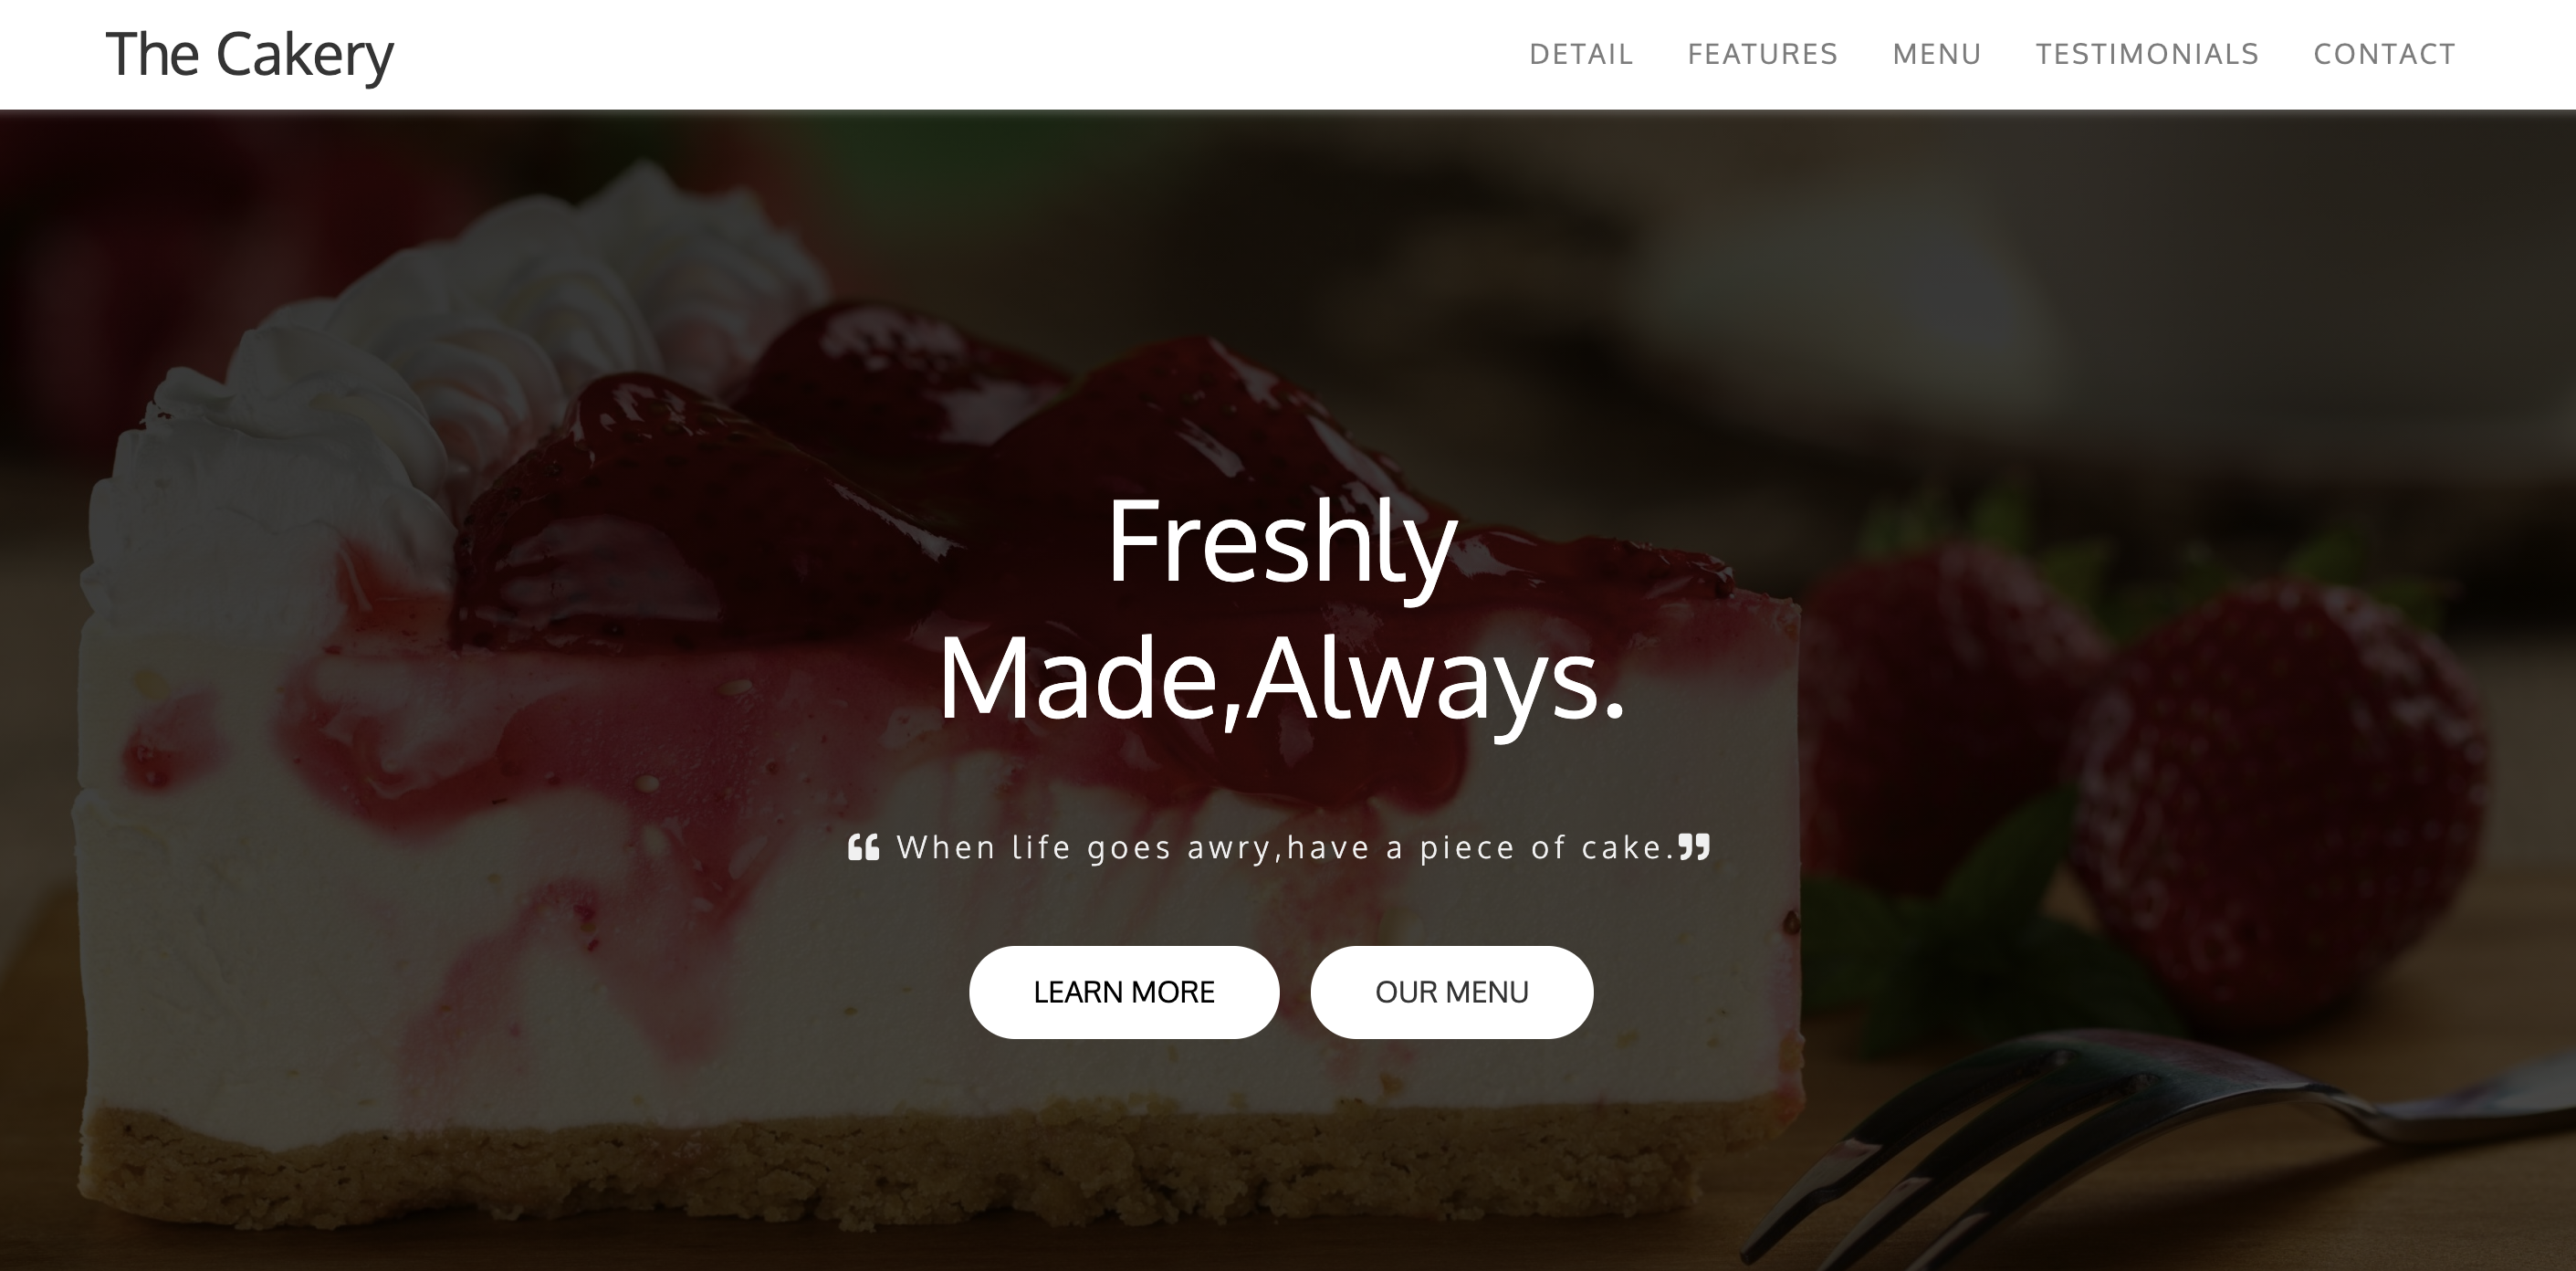 The Cakery
DETAIL FEATURES MENU TESTIMONIALS CONTACT
Freshly
Made,Always.
“ When life goes awry,have a piece of cake.”
LEARN MORE OUR MENU